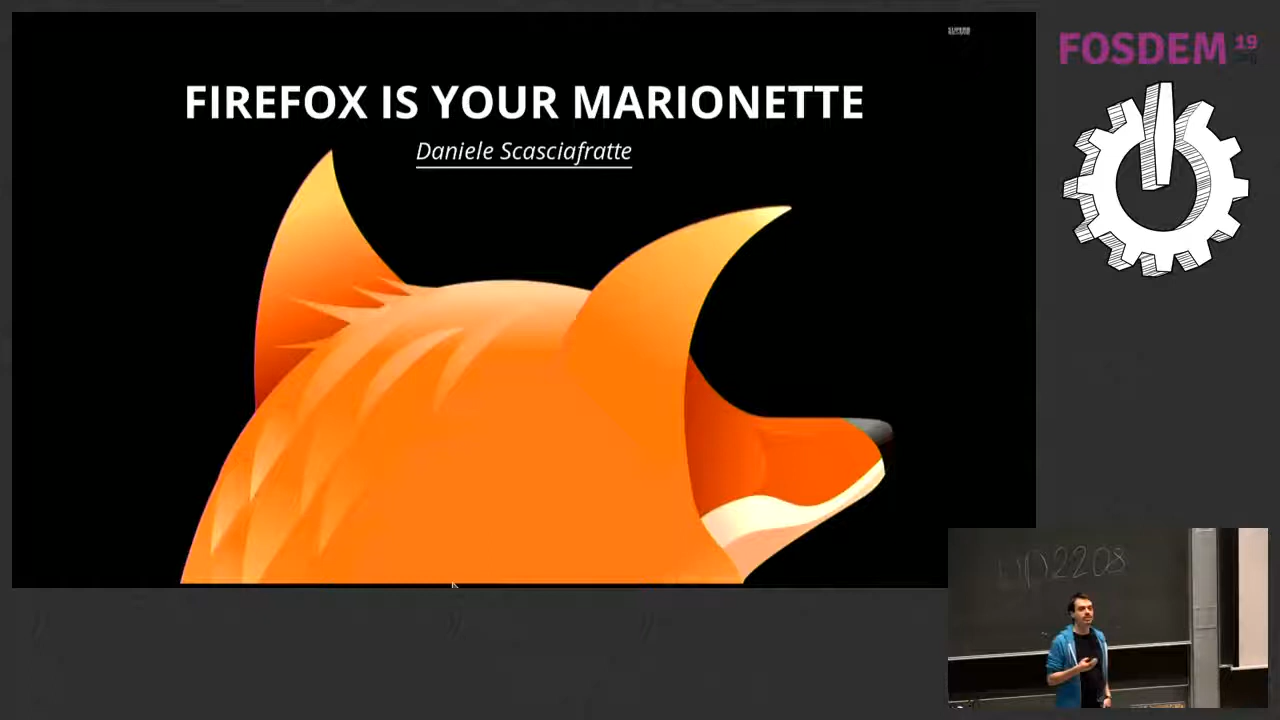 FIREFOX IS YOUR MARIONETTE
Daniele Scasciafratte
FOSDEM 19
UD2208